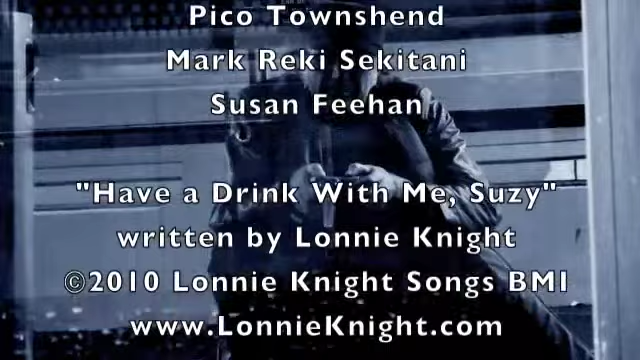 Pico Townshend
Mark Reki Sekitani
Susan Feehan
"Have a Drink With Me, Suzy"
written by Lonnie Knight
©2010 Lonnie Knight Songs BMI
www.LonnieKnight.com